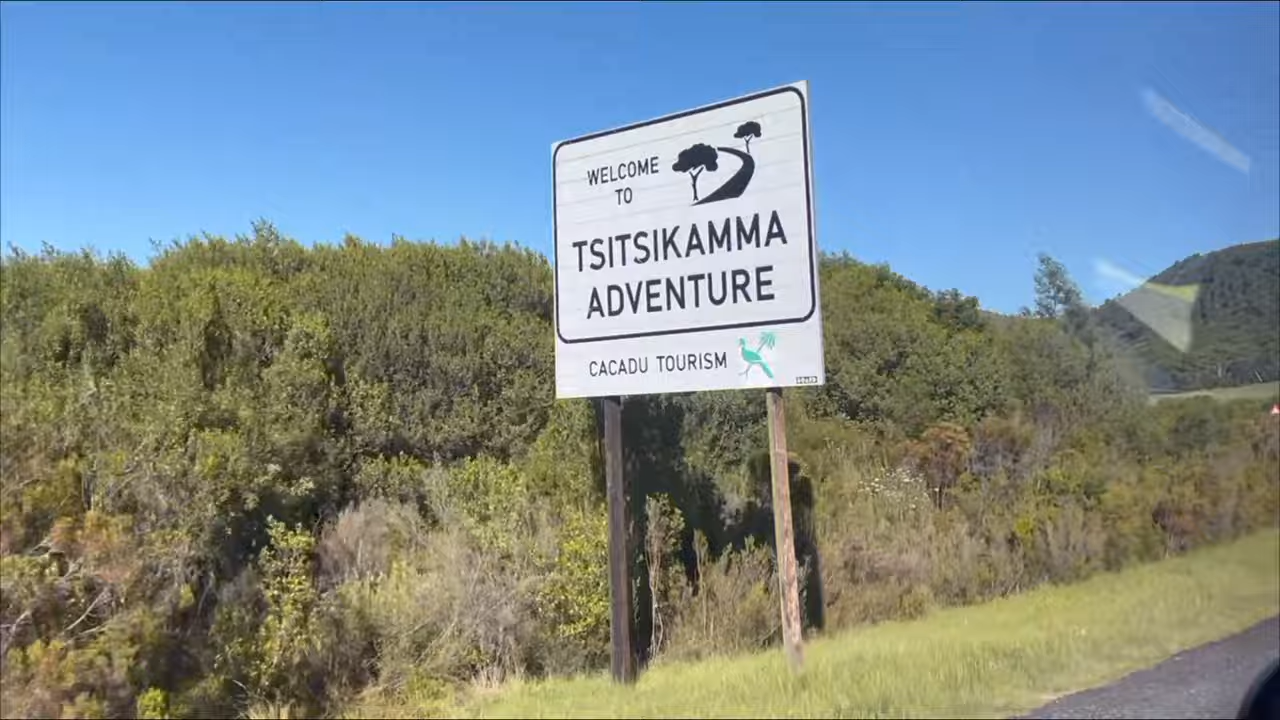 WELCOME
TO
TSITSIKAMMA
ADVENTURE
CACADU TOURISM